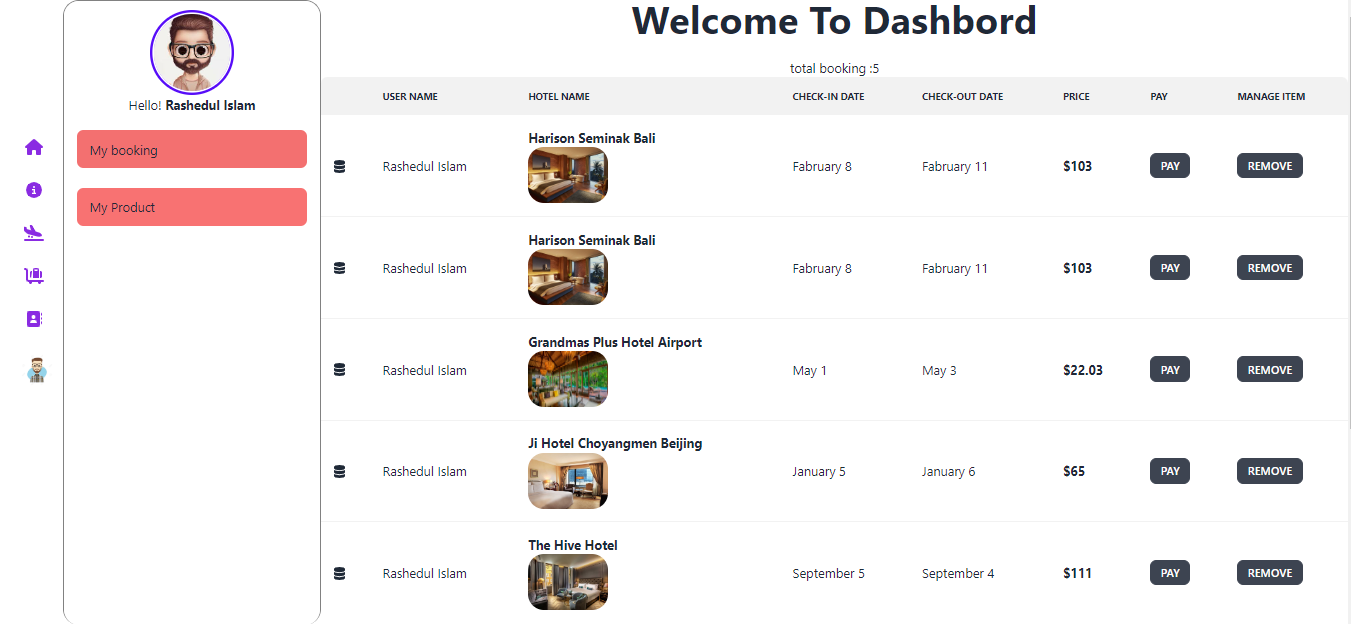 Welcome To Dashbord
Hello! Rashedul Islam
My booking
My Product
total booking :5
USER NAME HOTEL NAME CHECK-IN DATE CHECK-OUT DATE PRICE PAY MANAGE ITEM
Harison Seminak Bali
Rashedul Islam Fabruary 8 Fabruary 11 $103 PAY REMOVE
Harison Seminak Bali
Rashedul Islam Fabruary 8 Fabruary 11 $103 PAY REMOVE
Grandmas Plus Hotel Airport
Rashedul Islam May 1 May 3 $22.03 PAY REMOVE
Ji Hotel Choyangmen Beijing
Rashedul Islam January 5 January 6 $65 PAY REMOVE
The Hive Hotel
Rashedul Islam September 5 September 4 $111 PAY REMOVE